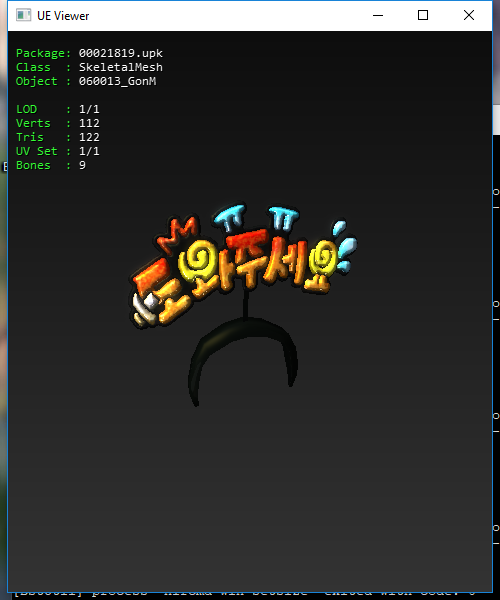 UE Viewer
Package: 00021819.upk
Class : SkeletalMesh
Object : 060013_GonM
LOD : 1/1
Verts : 112
Tris : 122
UV Set : 1/1
Bones : 9
ㅠ ㅠ
도와주세요